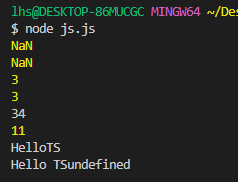 lhs@DESKTOP-86MUCGC MINGW64 ~/Des
$ node js.js
NaN
NaN
3
3
34
11
HelloTS
Hello TSundefined